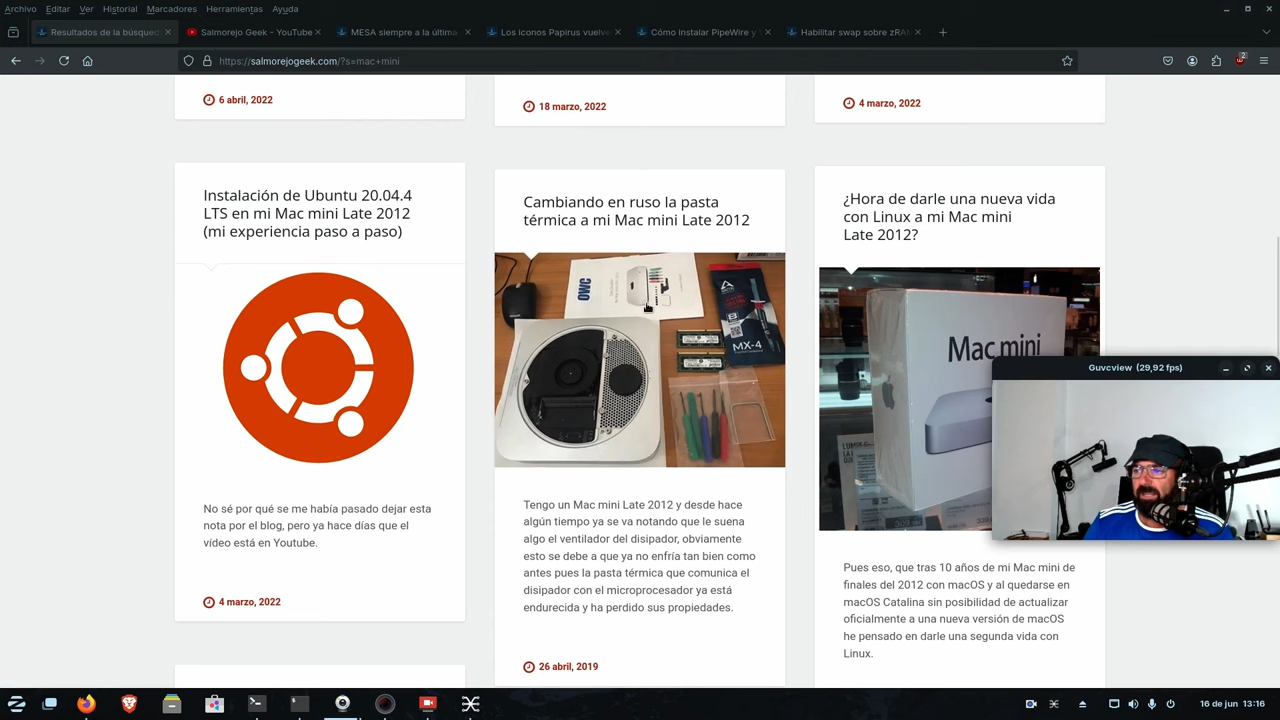 Archivo Editar Ver Historial Marcadores Herramientas Ayuda
Resultados de la búsqued
Salmorejo Geek - YouTube
MESA siempre a la última
Los iconos Papirus vuelve
Cómo instalar PipeWire y
Habilitar swap sobre zRAM
https://salmorejogeek.com/?s=mac+mini
2
6 abril, 2022
18 marzo, 2022
4 marzo, 2022
Instalación de Ubuntu 20.04.4
LTS en mi Mac mini Late 2012
(mi experiencia paso a paso)
No sé por qué se me había pasado dejar esta
nota por el blog, pero ya hace días que el
vídeo está en Youtube.
4 marzo, 2022
Cambiando en ruso la pasta
térmica a mi Mac mini Late 2012
OWC
MX-4
Tengo un Mac mini Late 2012 y desde hace
algún tiempo ya se va notando que le suena
algo el ventilador del disipador, obviamente
esto se debe a que ya no enfría tan bien como
antes pues la pasta térmica que comunica el
disipador con el microprocesador ya está
endurecida y ha perdido sus propiedades.
26 abril, 2019
¿Hora de darle una nueva vida
con Linux a mi Mac mini
Late 2012?
Mac mini
Pues eso, que tras 10 años de mi Mac mini de
finales del 2012 con macOS y al quedarse en
macOS Catalina sin posibilidad de actualizar
oficialmente a una nueva versión de macOS
he pensado en darle una segunda vida con
Linux.
Guvcview (29,92 fps)
16 de jun 13:16